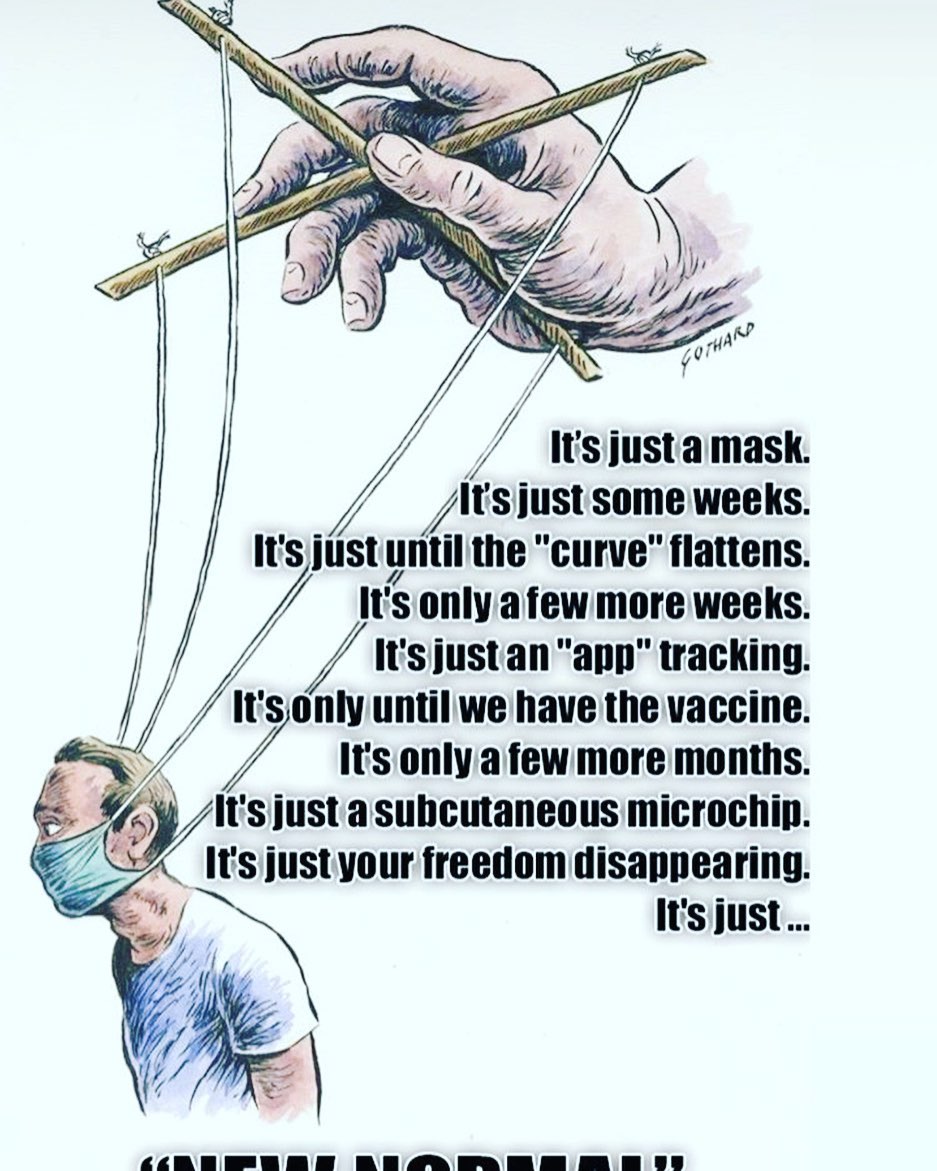 GOTHARD
It's just a mask.
It's just some weeks.
It's just until the "curve" flattens.
It's only a few more weeks.
It's just an "app" tracking.
It's only until we have the vaccine.
It's only a few more months.
It's just a subcutaneous microchip.
It's just your freedom disappearing.
It's just ...
“NEW NORMAL”